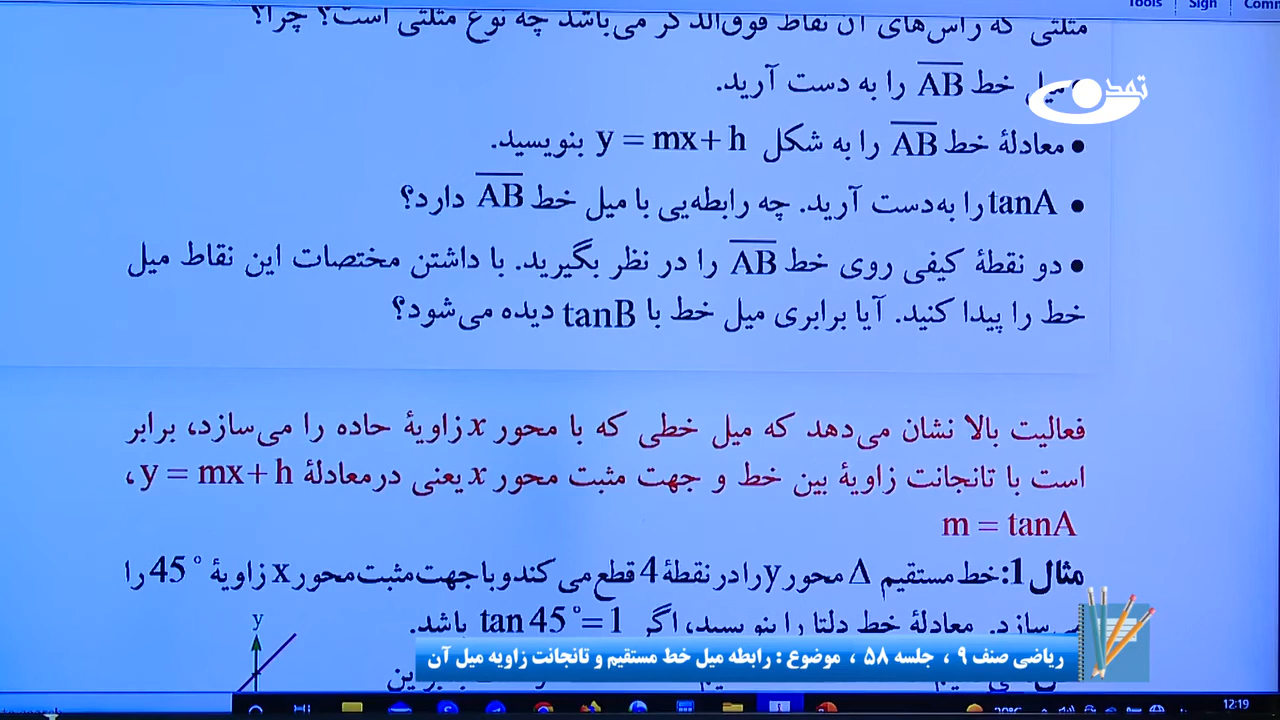 Tools Sign Comm
مثلثی که راس‌های آن نقاط فوق‌الذکر می‌باشد چه نوع مثلثی است؟ چرا؟
تمدن
● میل خط AB را به دست آرید.
● معادلهٔ خط AB را به شکل y = mx + h بنویسید.
● tanA را به‌دست آرید. چه رابطه‌یی با میل خط AB دارد؟
● دو نقطهٔ کیفی روی خط AB را در نظر بگیرید. با داشتن مختصات این نقاط میل
خط را پیدا کنید. آیا برابری میل خط با tanB دیده می‌شود؟
فعالیت بالا نشان می‌دهد که میل خطی که با محور x زاویهٔ حاده را می‌سازد، برابر
است با تانجانت زاویهٔ بین خط و جهت مثبت محور x یعنی در معادلهٔ y = mx + h ،
m = tanA
مثال 1: خط مستقیم Δ محور y را در نقطهٔ 4 قطع می کند و با جهت مثبت محور x زاویهٔ 45° را
می‌سازد. معادلهٔ خط دلتا را بنویسید، اگر tan 45° = 1 باشد.
y
ریاضی صنف ۹ ، جلسه ۵۸ ، موضوع : رابطه میل خط مستقیم و تانجانت زاویه میل آن
12:19